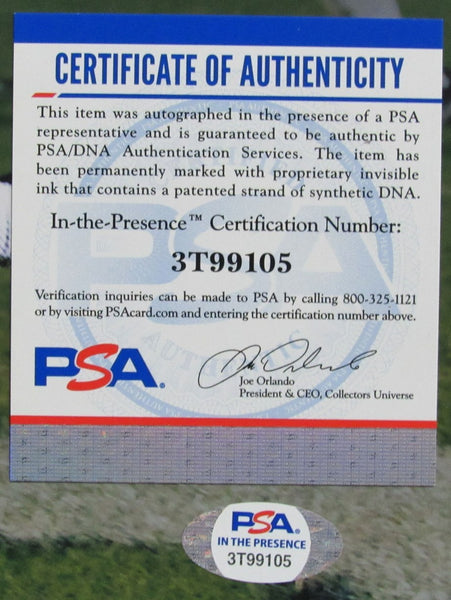 CERTIFICATE OF AUTHENTICITY
This item was autographed in the presence of a PSA
representative and is guaranteed to be authentic by
PSA/DNA Authentication Services. The item has
been permanently marked with proprietary invisible
ink that contains a patented strand of synthetic DNA.
In-the-Presence™ Certification Number:
3T99105
Verification inquiries can be made to PSA by calling 800-325-1121
or by visiting PSAcard.com and entering the certification number above.
PSA®
Joe Orlando
President & CEO, Collectors Universe
PSA®
IN THE PRESENCE
3T99105